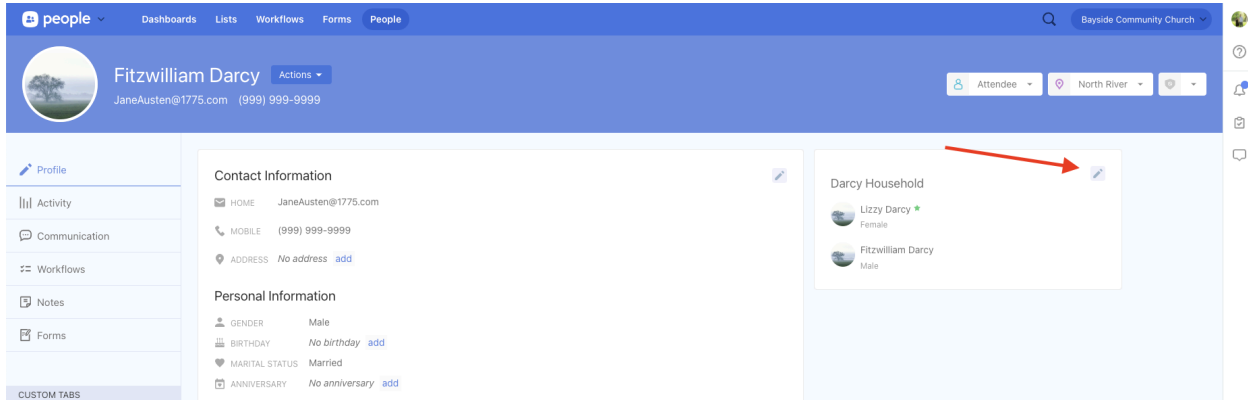 people Dashboards Lists Workflows Forms People Bayside Community Church
Fitzwilliam Darcy Actions
JaneAusten@1775.com (999) 999-9999
Attendee North River
Profile
Activity
Communication
Workflows
Notes
Forms
CUSTOM TABS
Contact Information
HOME JaneAusten@1775.com
MOBILE (999) 999-9999
ADDRESS No address add
Personal Information
GENDER Male
BIRTHDAY No birthday add
MARITAL STATUS Married
ANNIVERSARY No anniversary add
Darcy Household
Lizzy Darcy
Female
Fitzwilliam Darcy
Male